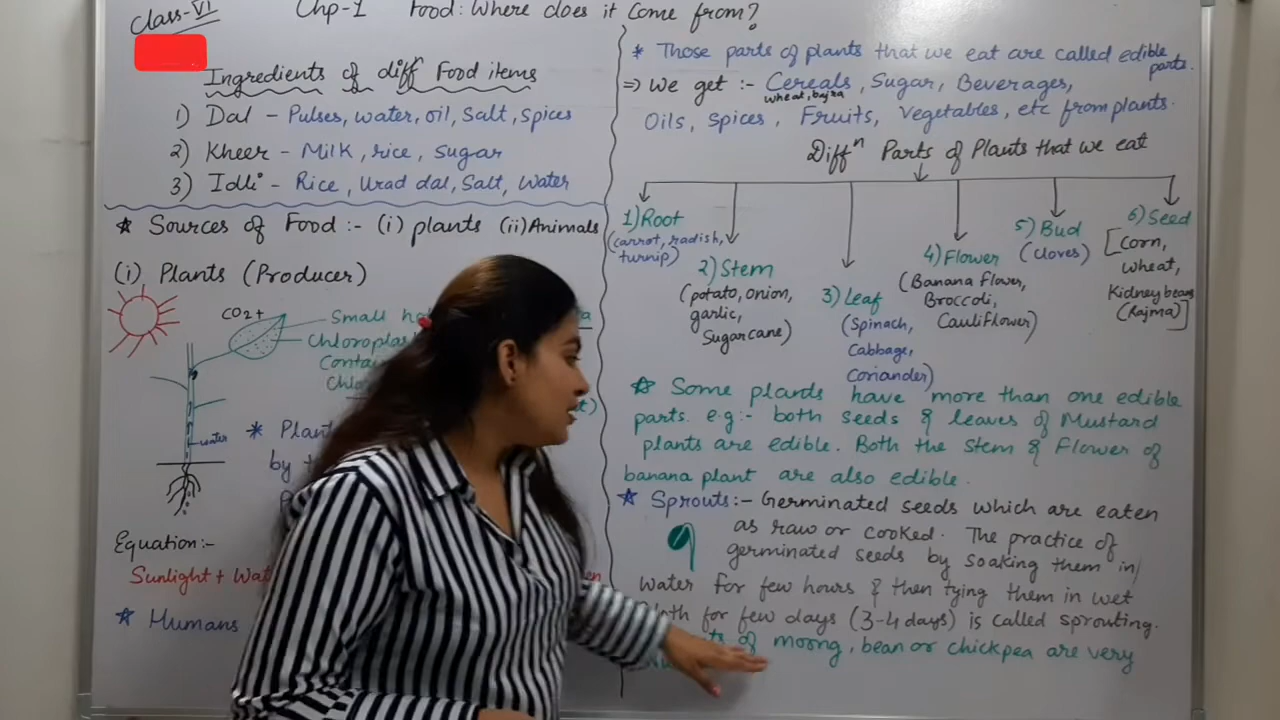 Class-VI
Chp-1 Food: Where does it come from?
Ingredients of diff Food items
1) Dal - Pulses, water, oil, Salt, spices
2) Kheer - Milk, rice, sugar
3) Idli - Rice, Urad dal, Salt, Water
* Sources of Food :- (i) plants (ii) Animals
(i) Plants (Producer)
CO2+
Small
Chloroplas
Conta
Chlo
water
* Plant
by
Equation:-
Sunlight + Wat
* Humans
* Those parts of plants that we eat are called edible
parts.
=> We get :- Cereals, Sugar, Beverages,
wheat, bajra
Oils, Spices, Fruits, Vegetables, etc from plants.
Diffⁿ Parts of Plants that we eat
1) Root
(carrot, radish,
turnip)
2) Stem
(potato, onion,
garlic,
Sugarcane)
3) Leaf
(Spinach,
Cabbage,
Coriander)
4) Flower
(Banana Flower,
Broccoli,
Cauliflower)
5) Bud
(cloves)
6) Seed
[Corn,
wheat,
Kidney beans
(Rajma)]
* Some plants have more than one edible
parts. e.g:- both seeds & leaves of Mustard
plants are edible. Both the Stem & Flower of
banana plant are also edible.
* Sprouts:- Germinated seeds which are eaten
as raw or cooked. The practice of
germinated seeds by soaking them in
water for few hours & then tying them in wet
for few days (3-4 days) is called sprouting.
of moong, bean or chickpea are very